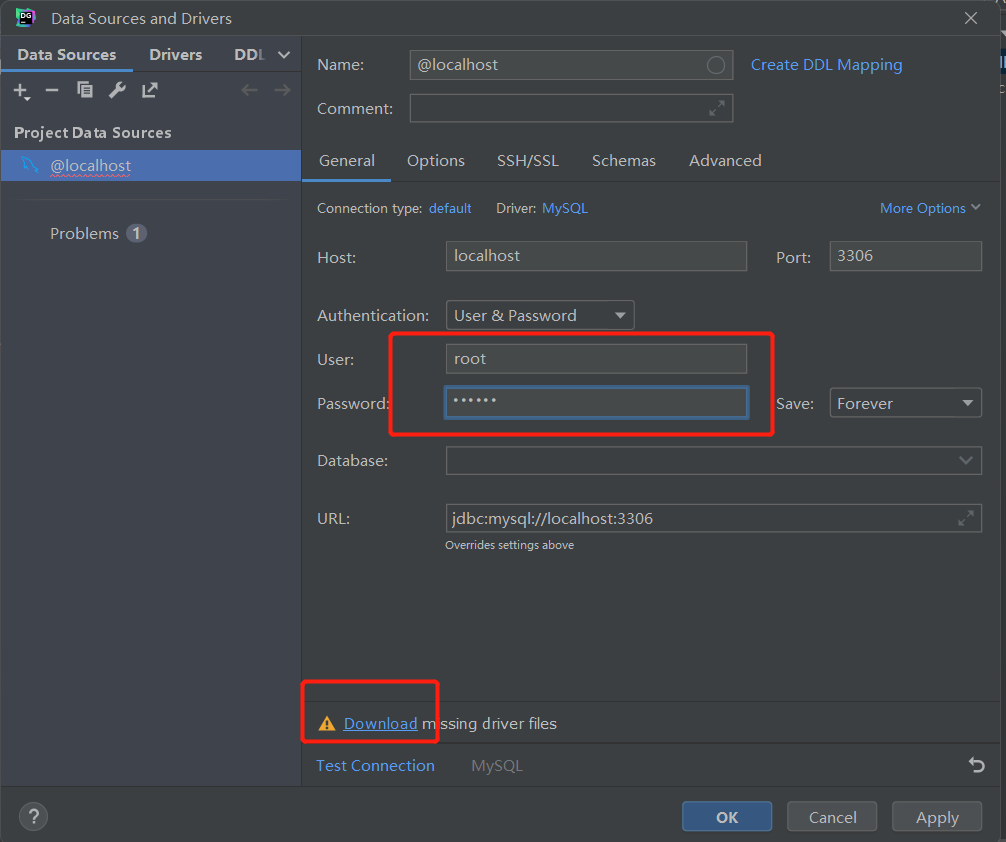 DG
Data Sources and Drivers
Data Sources Drivers DDL
Project Data Sources
@localhost
Problems 1
Name: @localhost Create DDL Mapping
Comment:
General Options SSH/SSL Schemas Advanced
Connection type: default Driver: MySQL More Options
Host: localhost Port: 3306
Authentication: User & Password
User: root
Password: •••••• Save: Forever
Database:
URL: jdbc:mysql://localhost:3306
Overrides settings above
Download missing driver files
Test Connection MySQL
? OK Cancel Apply